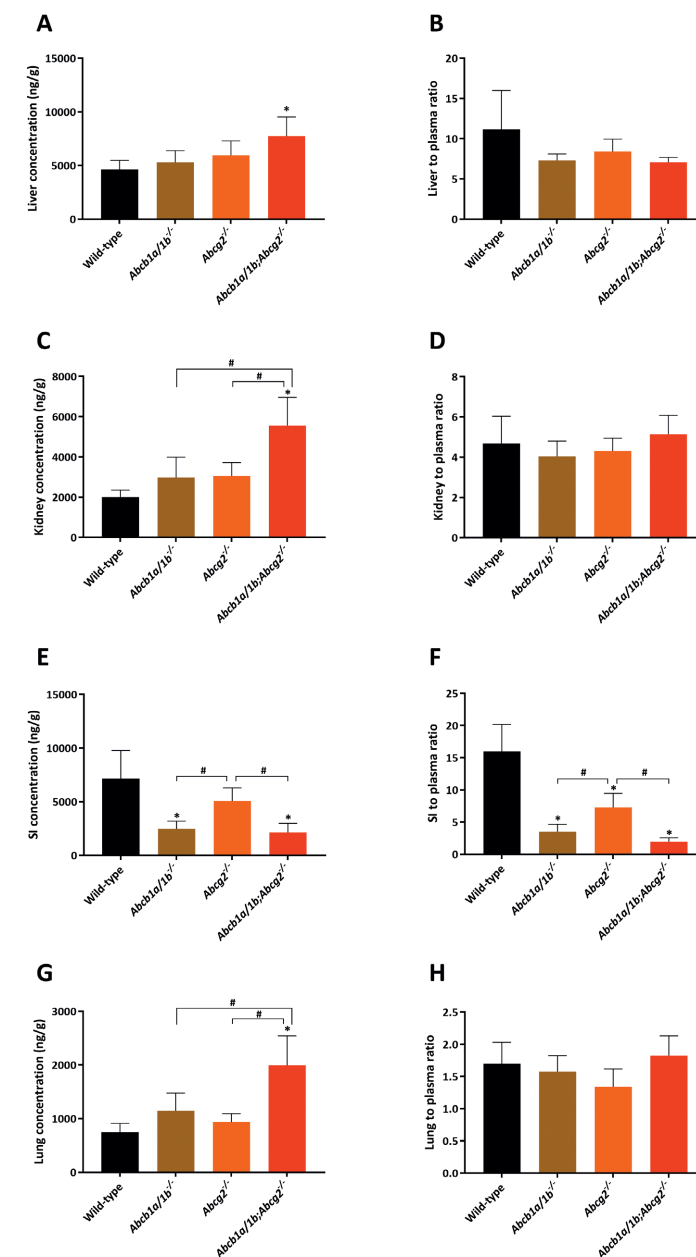 A
Liver concentration (ng/g)
15000
10000
5000
0
*
Wild-type
Abcb1a/1b-/-
Abcg2-/-
Abcb1a/1b;Abcg2-/-
B
Liver to plasma ratio
20
15
10
5
0
Wild-type
Abcb1a/1b-/-
Abcg2-/-
Abcb1a/1b;Abcg2-/-
C
Kidney concentration (ng/g)
8000
6000
4000
2000
0
#
#
*
Wild-type
Abcb1a/1b-/-
Abcg2-/-
Abcb1a/1b;Abcg2-/-
D
Kidney to plasma ratio
8
6
4
2
0
Wild-type
Abcb1a/1b-/-
Abcg2-/-
Abcb1a/1b;Abcg2-/-
E
SI concentration (ng/g)
15000
10000
5000
0
# #
* *
Wild-type
Abcb1a/1b-/-
Abcg2-/-
Abcb1a/1b;Abcg2-/-
F
SI to plasma ratio
25
20
15
10
5
0
# #
* * *
Wild-type
Abcb1a/1b-/-
Abcg2-/-
Abcb1a/1b;Abcg2-/-
G
Lung concentration (ng/g)
3000
2000
1000
0
#
#
*
Wild-type
Abcb1a/1b-/-
Abcg2-/-
Abcb1a/1b;Abcg2-/-
H
Lung to plasma ratio
2.5
2.0
1.5
1.0
0.5
0.0
Wild-type
Abcb1a/1b-/-
Abcg2-/-
Abcb1a/1b;Abcg2-/-